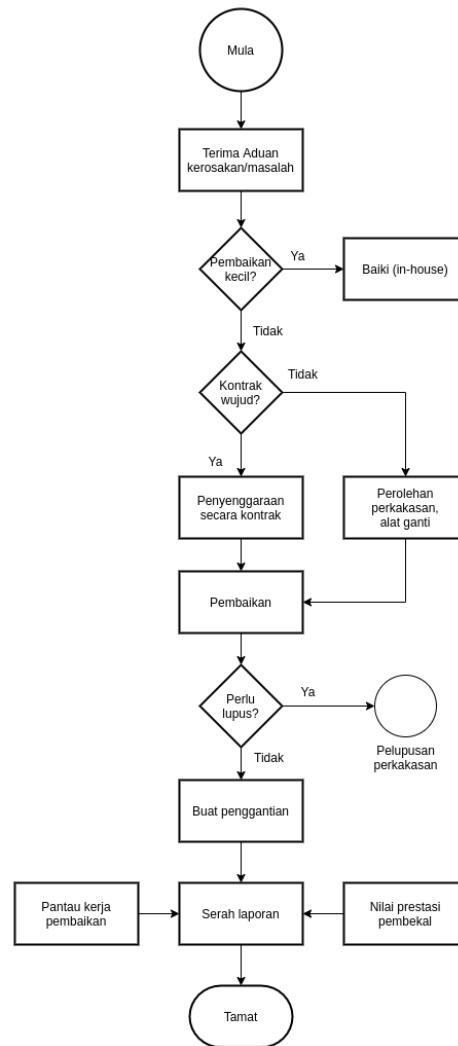 Mula
Terima Aduan
kerosakan/masalah
Pembaikan
kecil?
Ya
Baiki (in-house)
Tidak
Kontrak
wujud?
Tidak
Ya
Penyenggaraan
secara kontrak
Perolehan
perkakasan,
alat ganti
Pembaikan
Perlu
lupus?
Ya
Pelupusan
perkakasan
Tidak
Buat penggantian
Pantau kerja
pembaikan
Serah laporan
Nilai prestasi
pembekal
Tamat